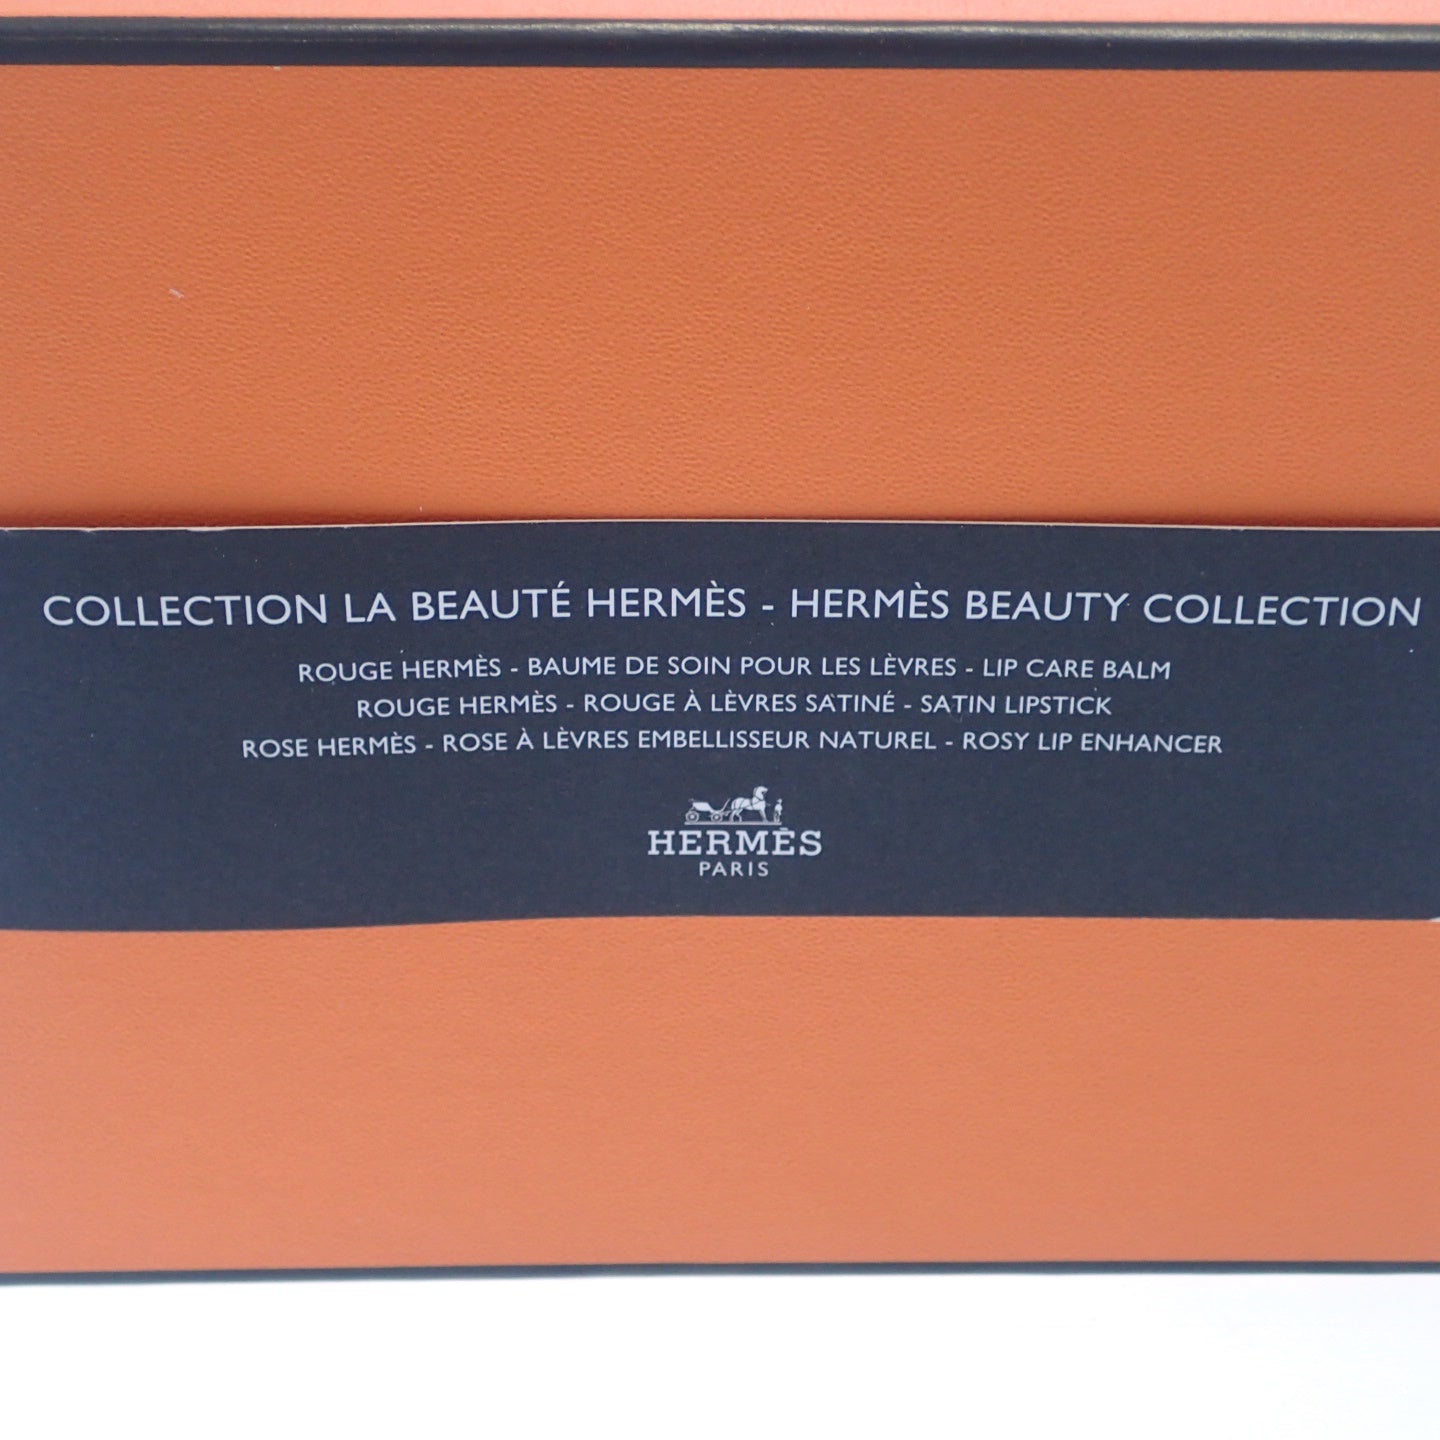 COLLECTION LA BEAUTÉ HERMÈS - HERMÈS BEAUTY COLLECTION
ROUGE HERMÈS - BAUME DE SOIN POUR LES LÈVRES - LIP CARE BALM
ROUGE HERMÈS - ROUGE À LÈVRES SATINÉ - SATIN LIPSTICK
ROSE HERMÈS - ROSE À LÈVRES EMBELLISSEUR NATUREL - ROSY LIP ENHANCER
HERMÈS
PARIS